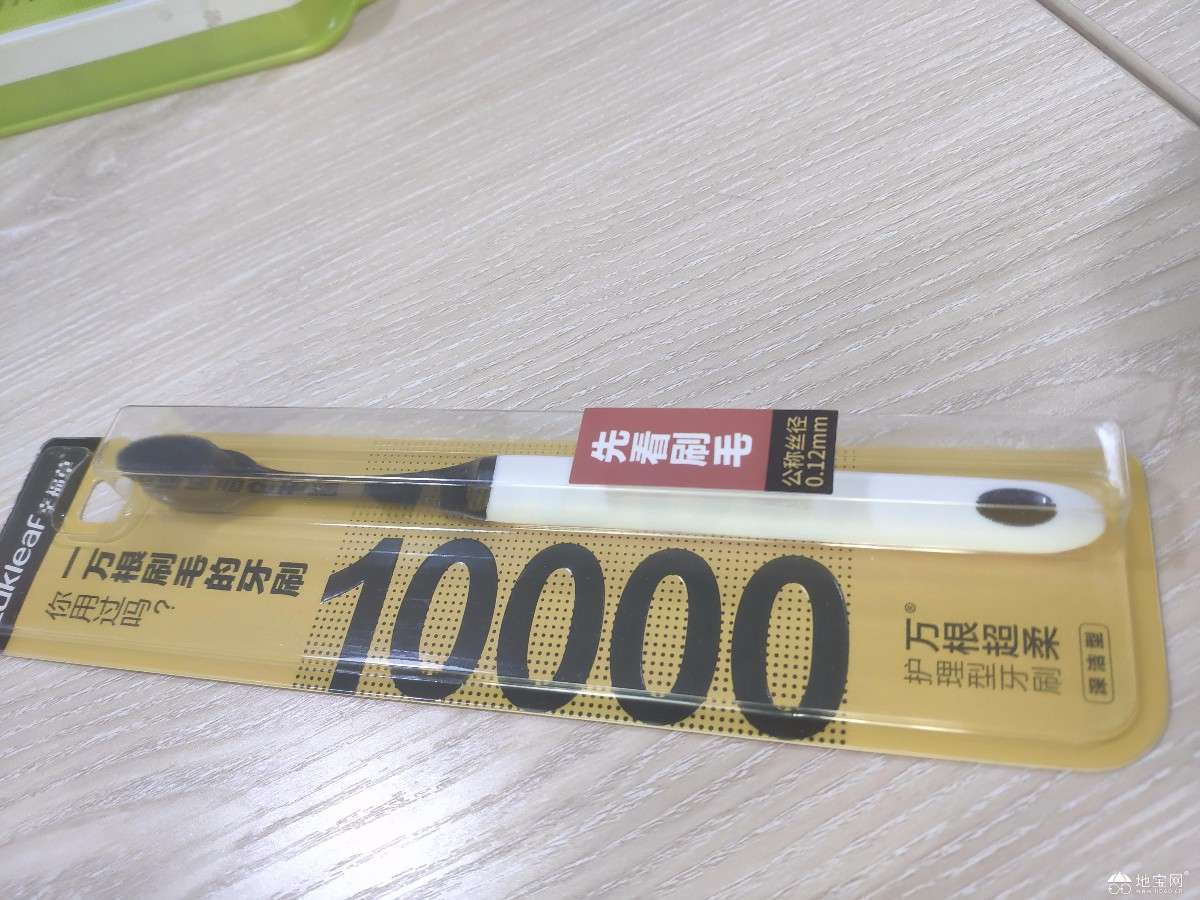 先看刷毛
公称丝径
0.12mm
一万根刷毛的牙刷
你用过吗?
10000
®
万根超柔
护理型牙刷
深洁型
地宝网